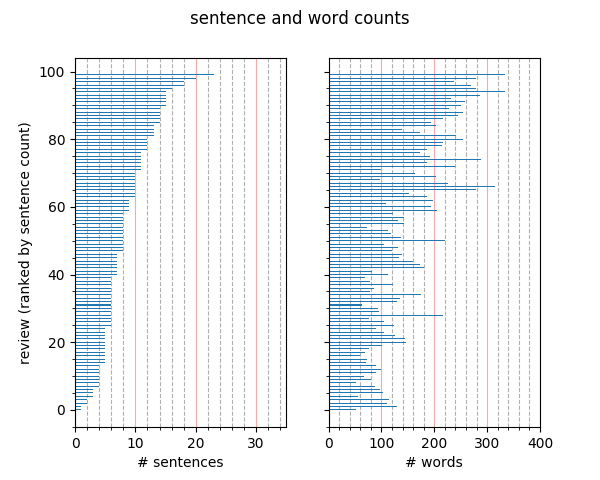 sentence and word counts
review (ranked by sentence count)
100
80
60
40
20
0
0 10 20 30
# sentences
0 100 200 300 400
# words